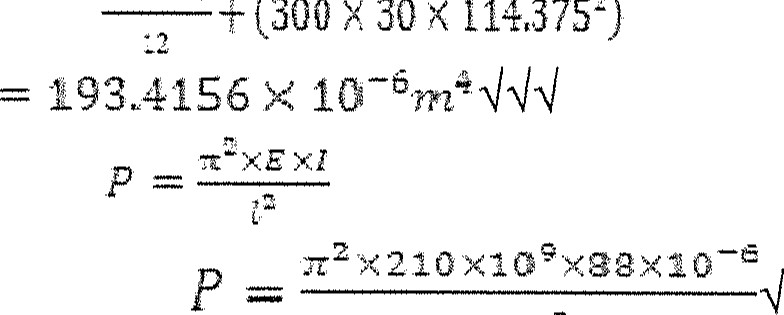 12 + (300 × 30 × 114.375²)
= 193.4156 × 10⁻⁶m⁴√√√
P = π²×E×I / l²
P = π²×210×10⁹×88×10⁻⁶ √